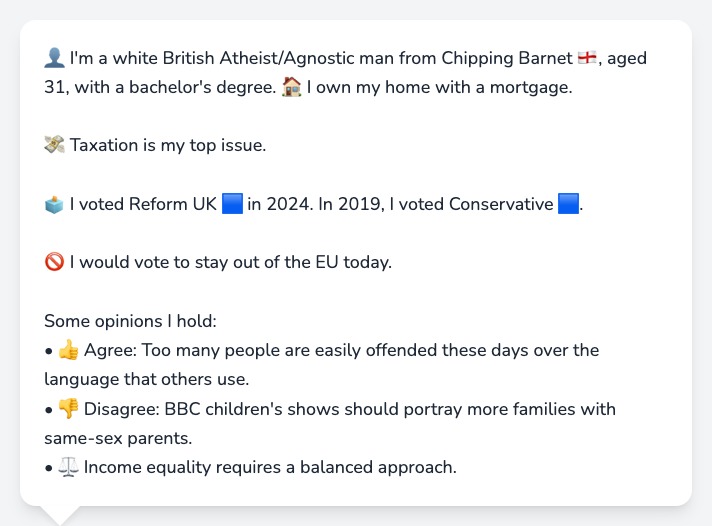 👤 I'm a white British Atheist/Agnostic man from Chipping Barnet 🏴󠁧󠁢󠁥󠁮󠁧󠁿, aged
31, with a bachelor's degree. 🏠 I own my home with a mortgage.
💸 Taxation is my top issue.
🗳️ I voted Reform UK 🟦 in 2024. In 2019, I voted Conservative 🟦.
🚫 I would vote to stay out of the EU today.
Some opinions I hold:
• 👍 Agree: Too many people are easily offended these days over the
language that others use.
• 👎 Disagree: BBC children's shows should portray more families with
same-sex parents.
• ⚖️ Income equality requires a balanced approach.